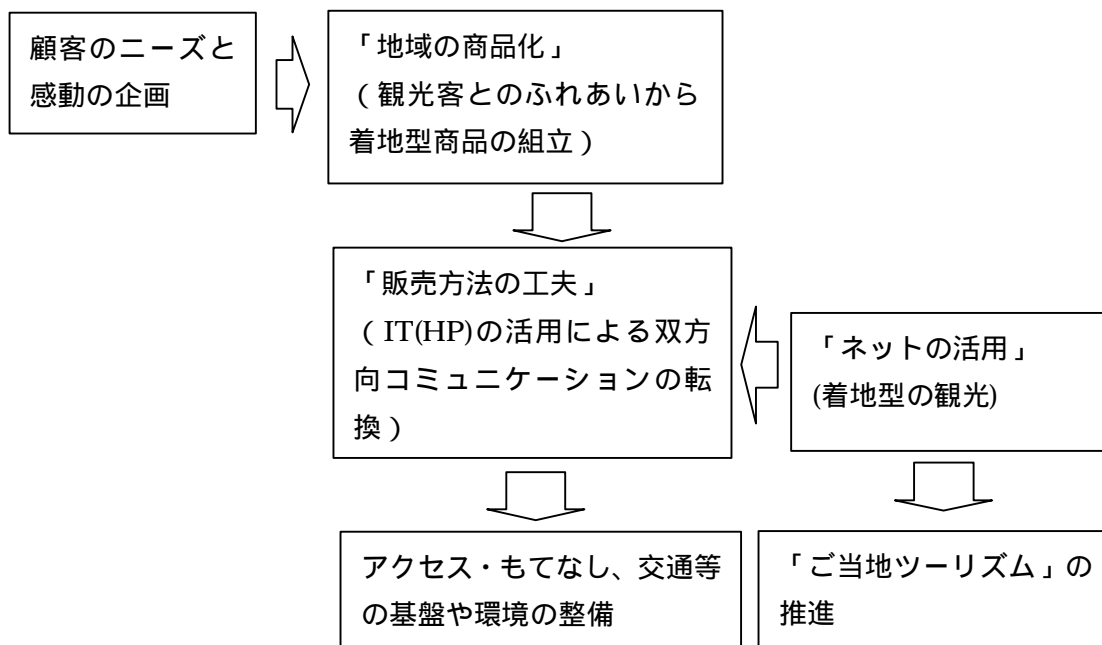 顧客のニーズと
感動の企画
「地域の商品化」
（観光客とのふれあいから
着地型商品の組立）
「販売方法の工夫」
（IT(HP)の活用による双方
向コミュニケーションの転
換）
「ネットの活用」
(着地型の観光)
アクセス・もてなし、交通等
の基盤や環境の整備
「ご当地ツーリズム」の
推進